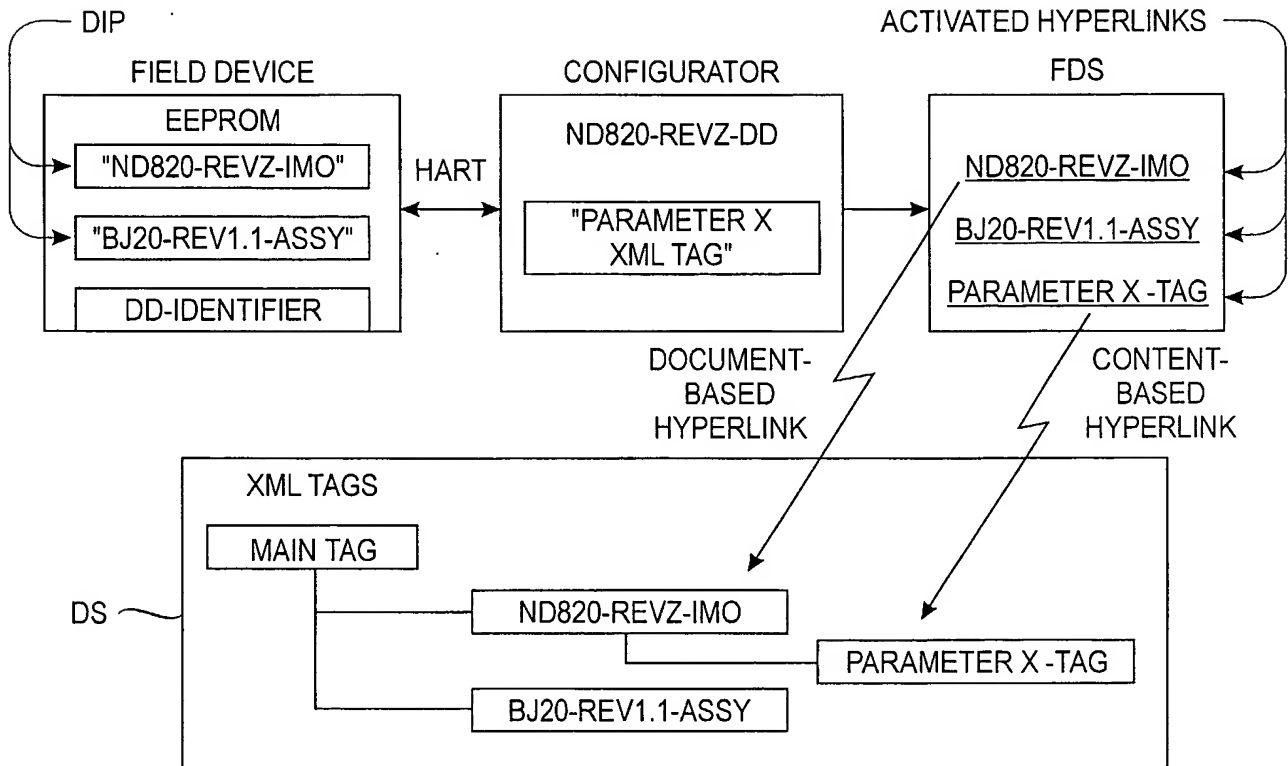 DIP
ACTIVATED HYPERLINKS
FIELD DEVICE
CONFIGURATOR
FDS
EEPROM
"ND820-REVZ-IMO"
"BJ20-REV1.1-ASSY"
DD-IDENTIFIER
HART
ND820-REVZ-DD
"PARAMETER X
XML TAG"
ND820-REVZ-IMO
BJ20-REV1.1-ASSY
PARAMETER X -TAG
DOCUMENT-
BASED
HYPERLINK
CONTENT-
BASED
HYPERLINK
XML TAGS
MAIN TAG
DS
ND820-REVZ-IMO
PARAMETER X -TAG
BJ20-REV1.1-ASSY